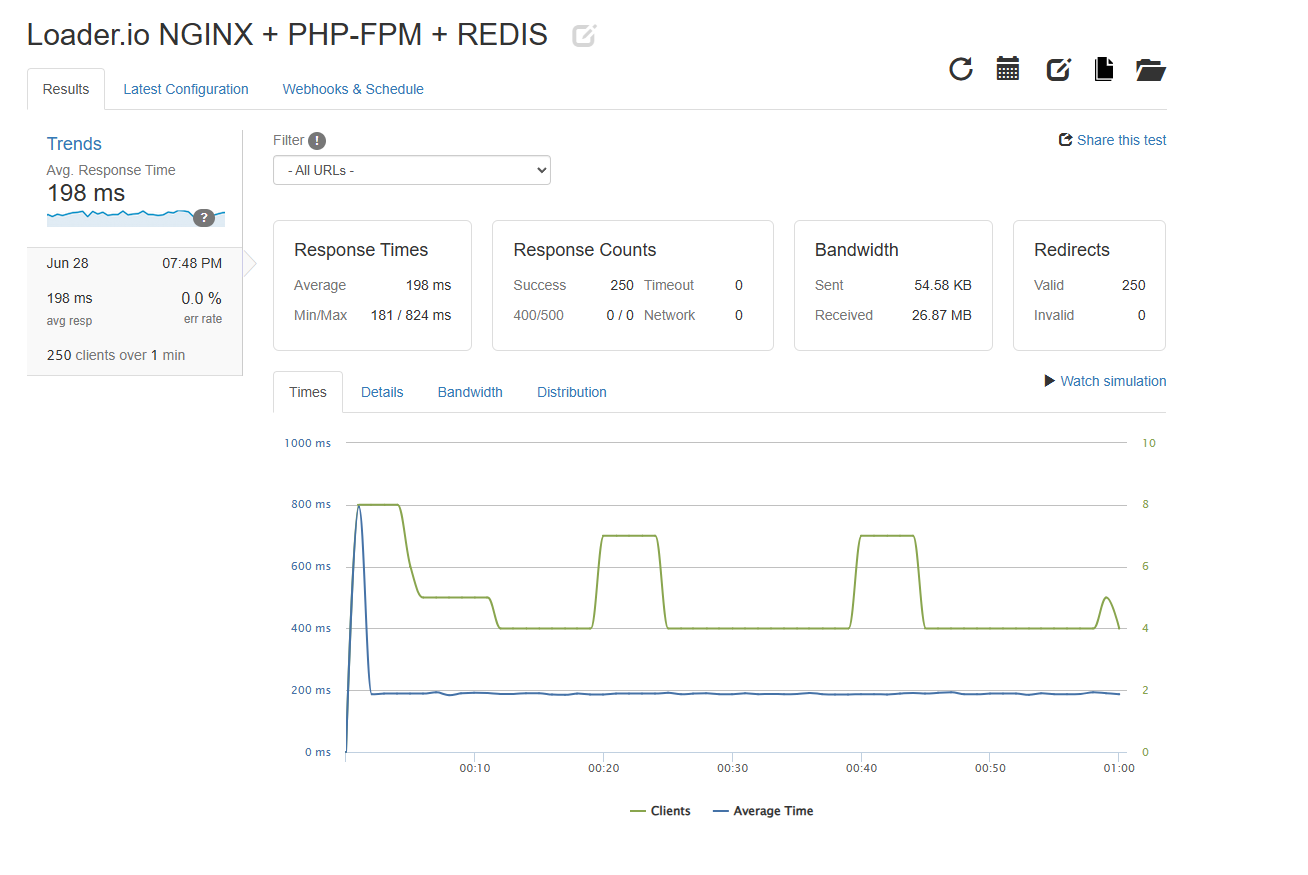 Loader.io NGINX + PHP-FPM + REDIS
Results Latest Configuration Webhooks & Schedule
Trends
Avg. Response Time
198 ms
?
Jun 28 07:48 PM
198 ms 0.0 %
avg resp err rate
250 clients over 1 min
Filter !
- All URLs -
Share this test
Response Times
Average 198 ms
Min/Max 181 / 824 ms
Response Counts
Success 250 Timeout 0
400/500 0 / 0 Network 0
Bandwidth
Sent 54.58 KB
Received 26.87 MB
Redirects
Valid 250
Invalid 0
Watch simulation
Times Details Bandwidth Distribution
1000 ms 10
800 ms 8
600 ms 6
400 ms 4
200 ms 2
0 ms 0
00:10 00:20 00:30 00:40 00:50 01:00
Clients Average Time